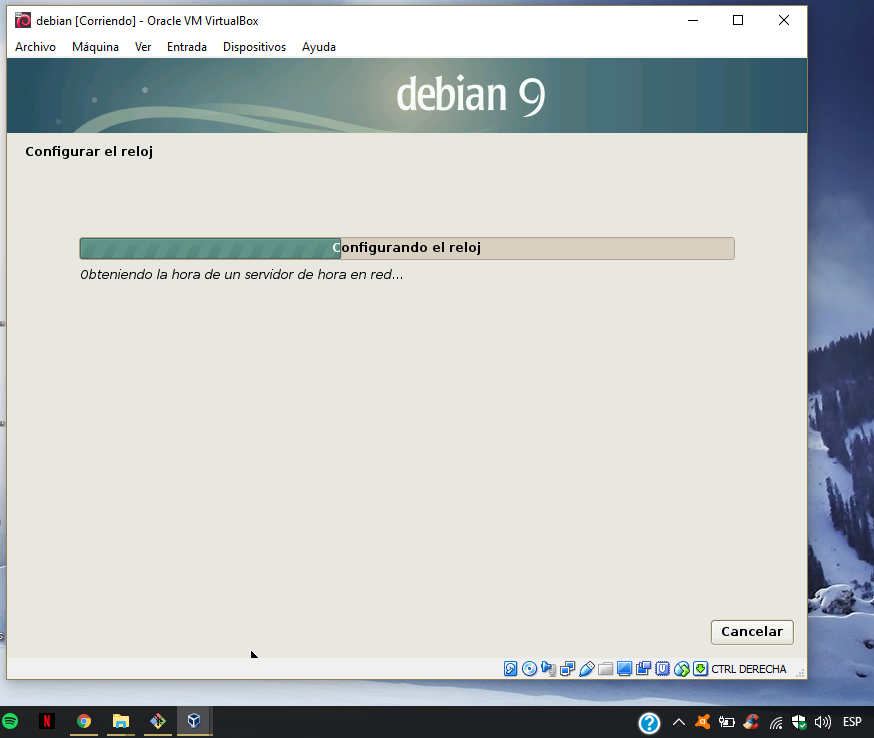 debian [Corriendo] - Oracle VM VirtualBox
Archivo Máquina Ver Entrada Dispositivos Ayuda
debian 9
Configurar el reloj
Configurando el reloj
Obteniendo la hora de un servidor de hora en red...
Cancelar
CTRL DERECHA
N
? ESP